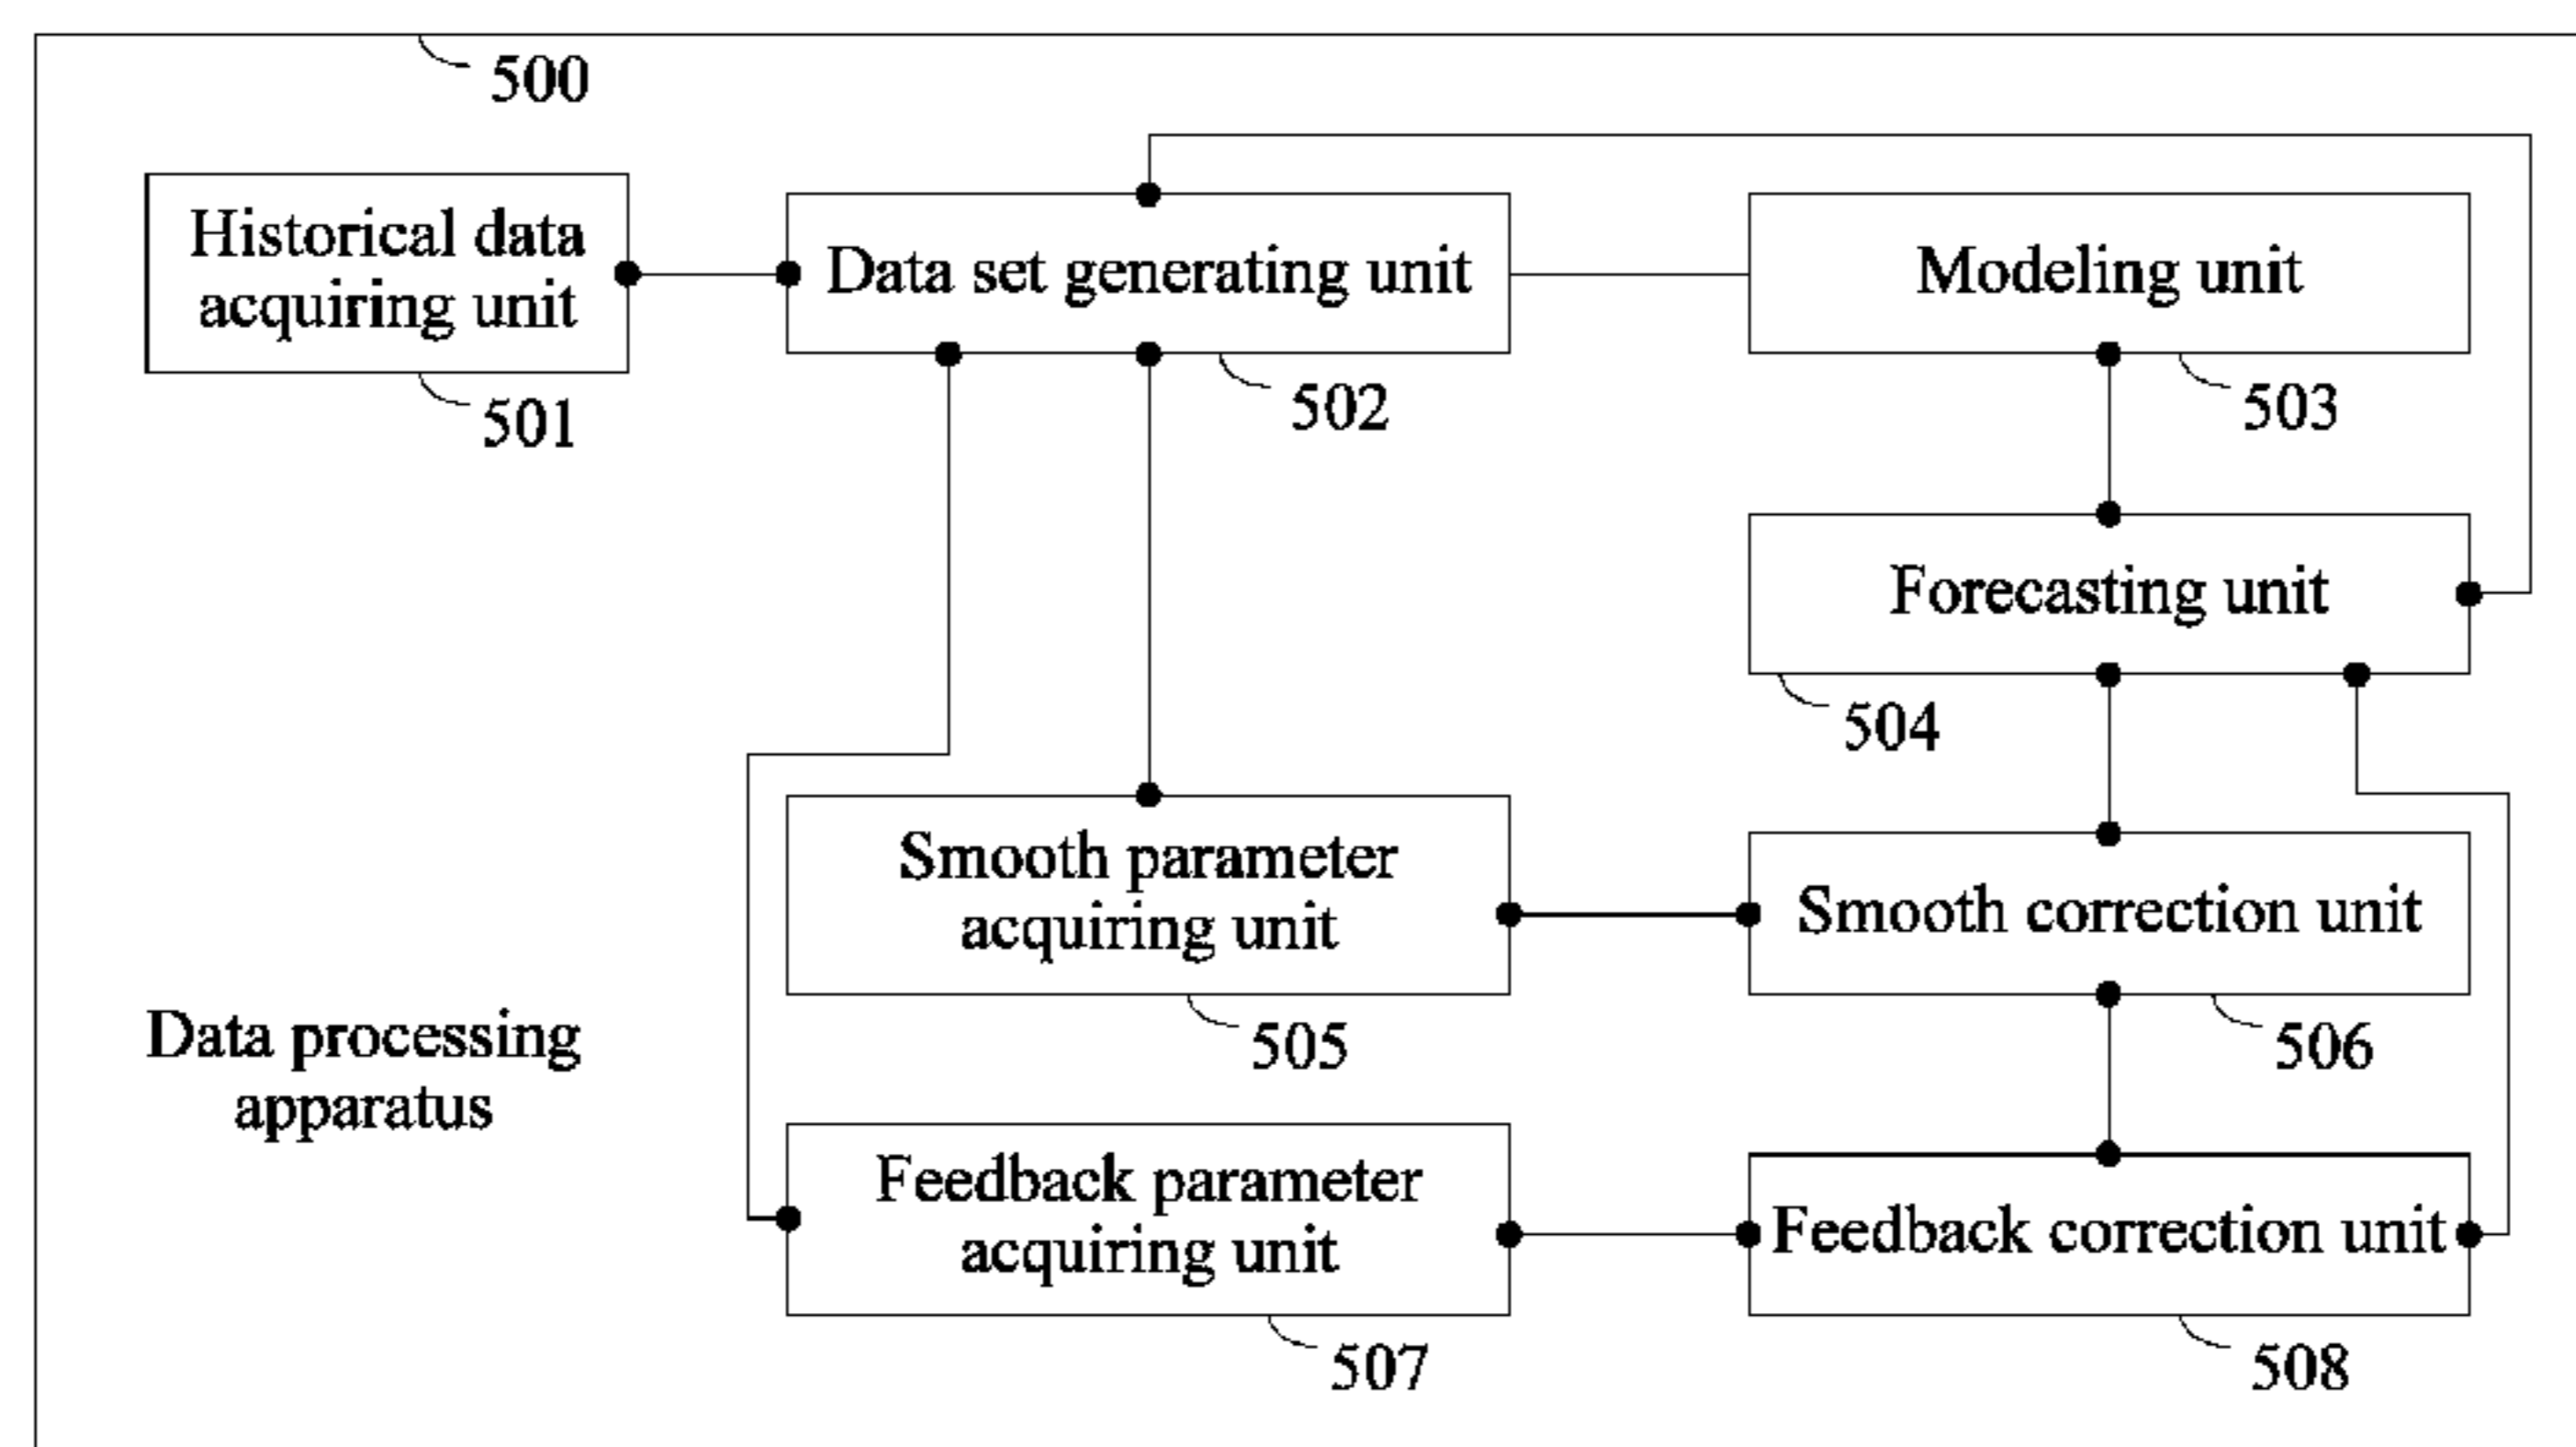 500
Historical data
acquiring unit
501
Data set generating unit
502
Modeling unit
503
Forecasting unit
504
Smooth parameter
acquiring unit
505
Smooth correction unit
506
Data processing
apparatus
Feedback parameter
acquiring unit
507
Feedback correction unit
508